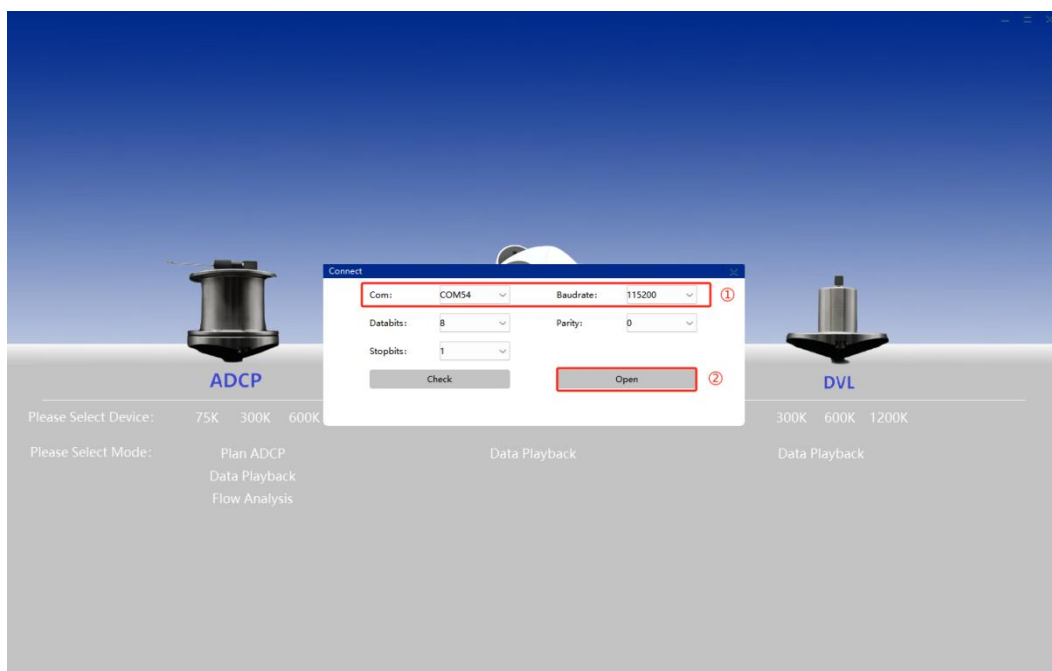 Connect
Com: COM54 Baudrate: 115200 ①
Databits: 8 Parity: 0
Stopbits: 1
Check Open ②
ADCP DVL
Please Select Device: 75K 300K 600K 300K 600K 1200K
Please Select Mode: Plan ADCP Data Playback Data Playback
Data Playback
Flow Analysis